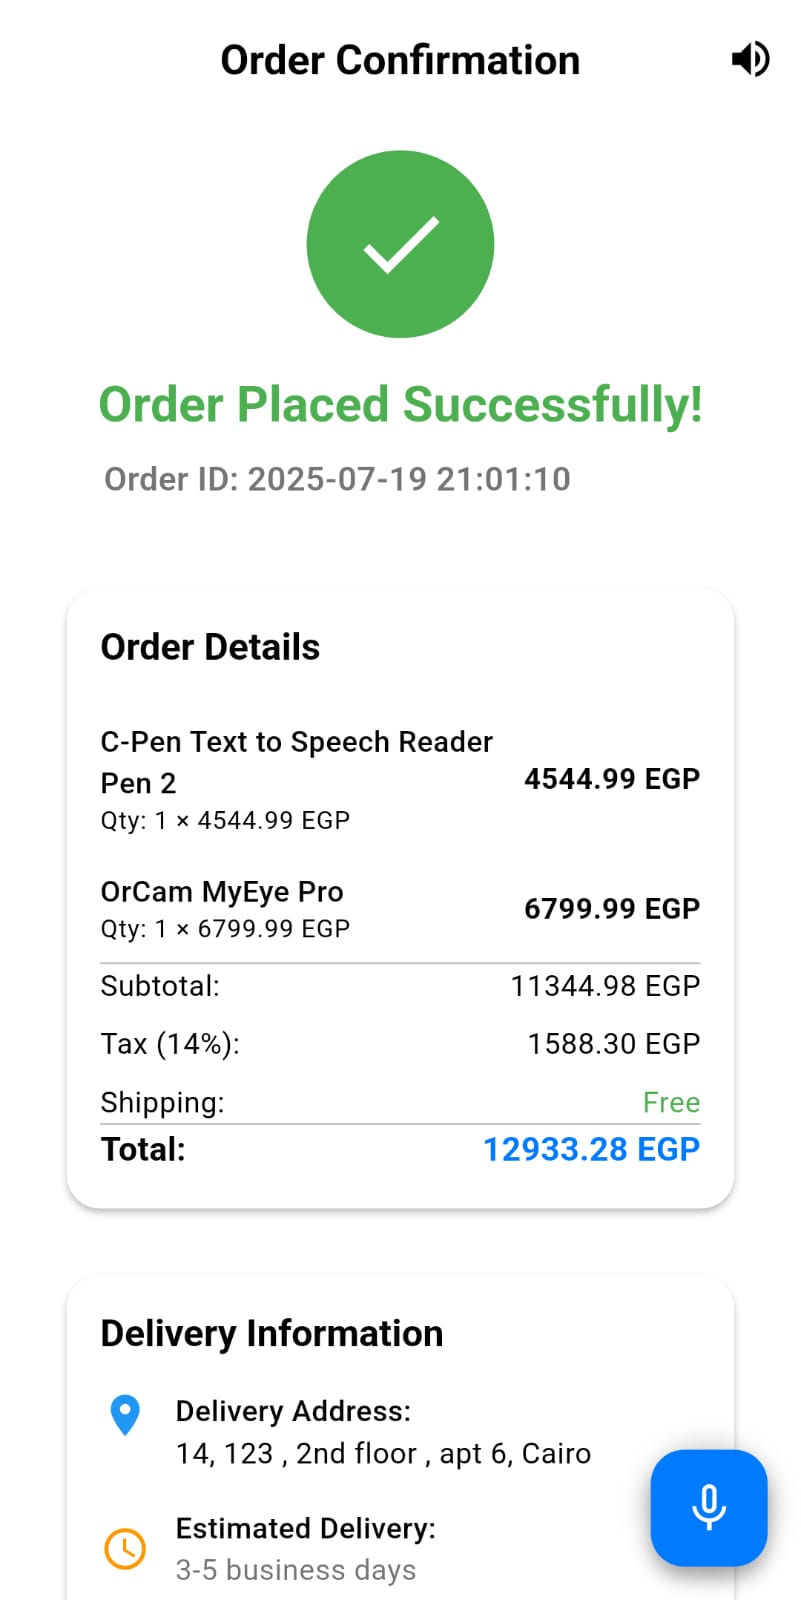 Order Confirmation
Order Placed Successfully!
Order ID: 2025-07-19 21:01:10
Order Details
C-Pen Text to Speech Reader
Pen 2
4544.99 EGP
Qty: 1 × 4544.99 EGP
OrCam MyEye Pro
6799.99 EGP
Qty: 1 × 6799.99 EGP
Subtotal: 11344.98 EGP
Tax (14%): 1588.30 EGP
Shipping: Free
Total: 12933.28 EGP
Delivery Information
Delivery Address:
14, 123 , 2nd floor , apt 6, Cairo
Estimated Delivery:
3-5 business days